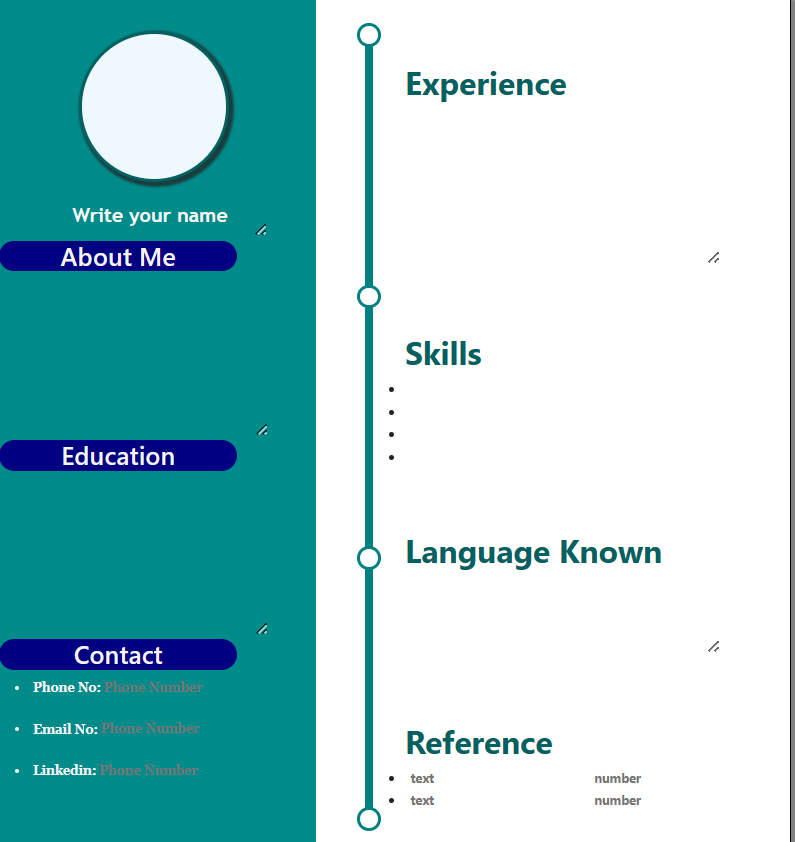 Write your name
About Me
Education
Contact
Phone No: Phone Number
Email No: Phone Number
Linkedin: Phone Number
Experience
Skills
Language Known
Reference
text number
text number